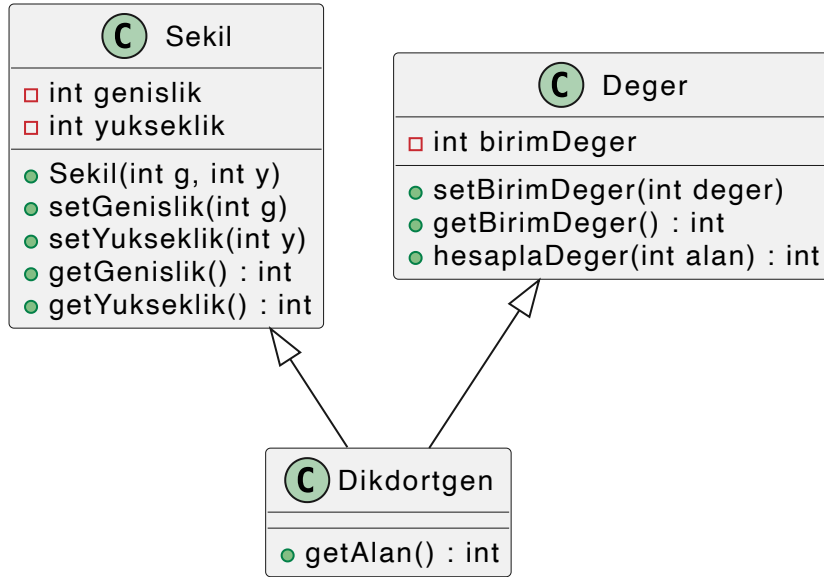 C Sekil
int genislik
int yukseklik
Sekil(int g, int y)
setGenislik(int g)
setYukseklik(int y)
getGenislik() : int
getYukseklik() : int
C Deger
int birimDeger
setBirimDeger(int deger)
getBirimDeger() : int
hesaplaDeger(int alan) : int
C Dikdortgen
getAlan() : int